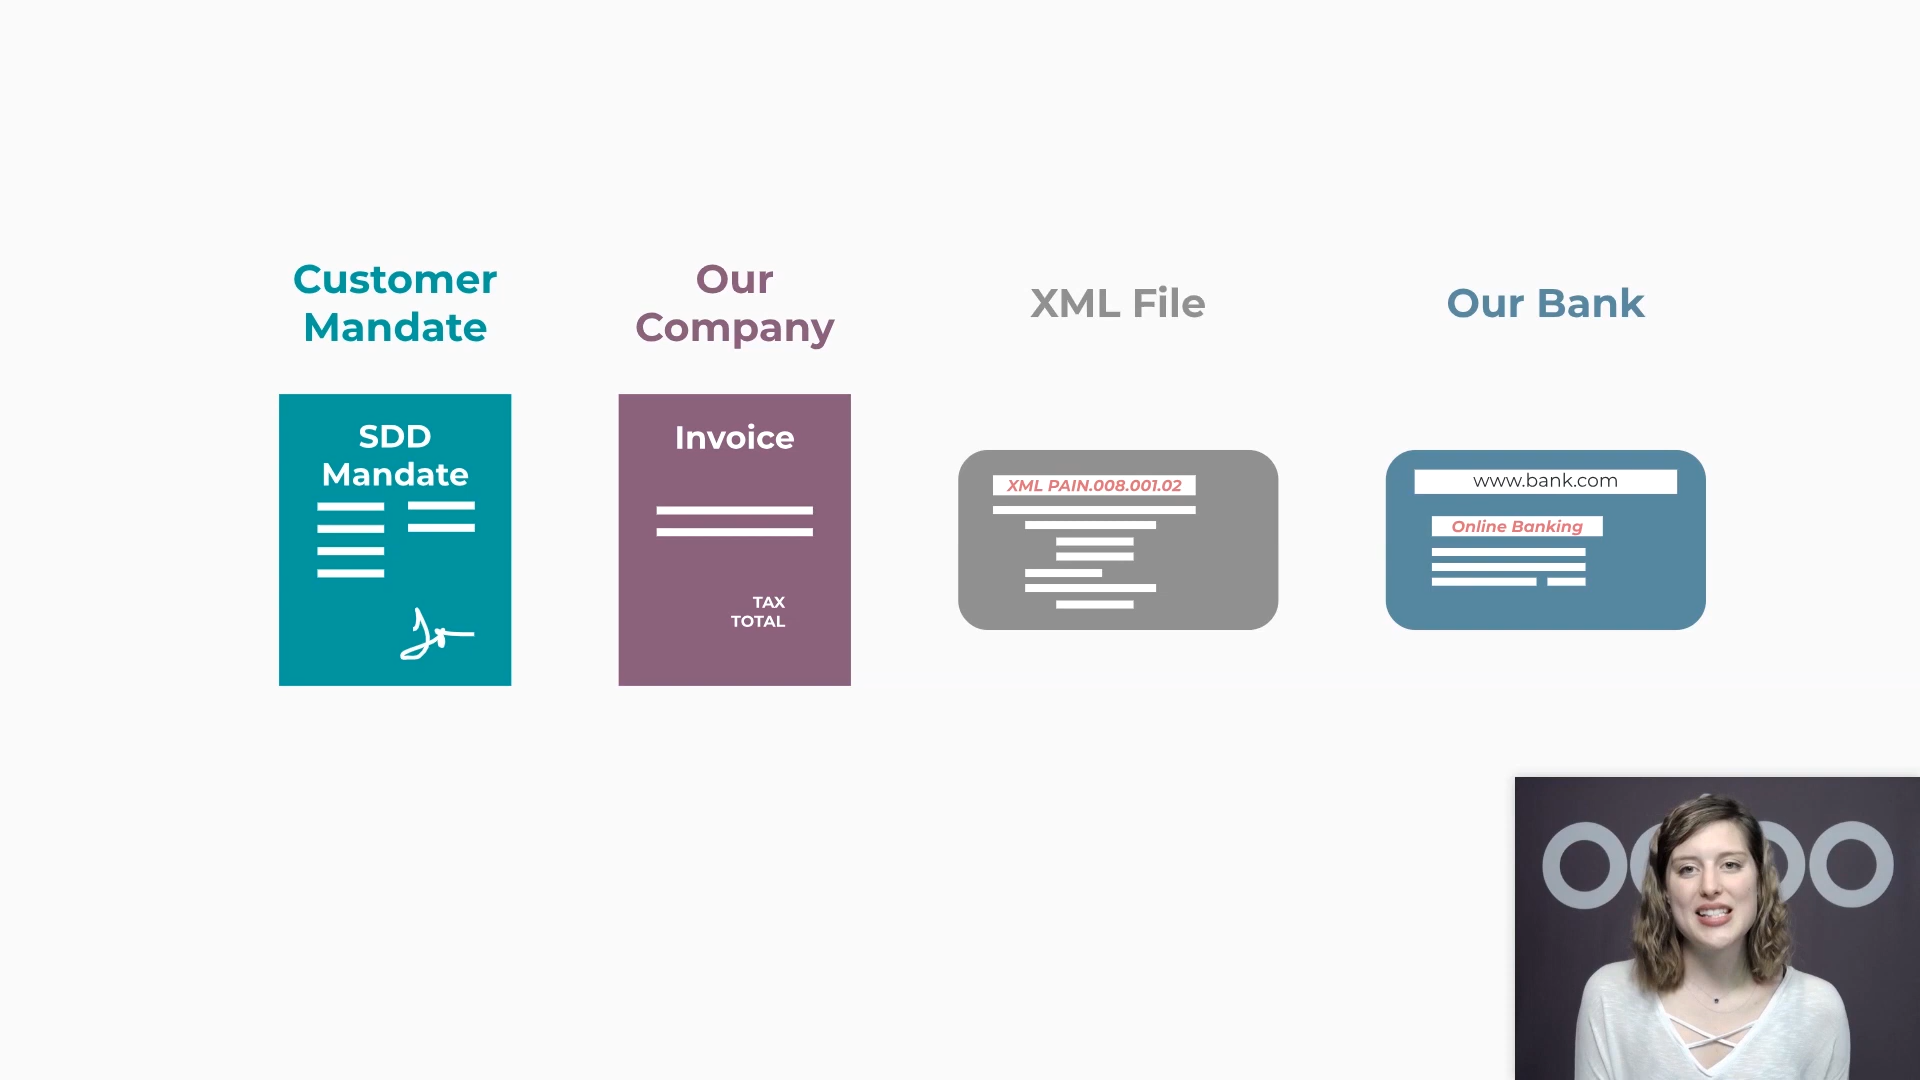 Customer
Mandate
Our
Company
XML File
Our Bank
SDD
Mandate
Invoice
TAX
TOTAL
XML PAIN.008.001.02
www.bank.com
Online Banking